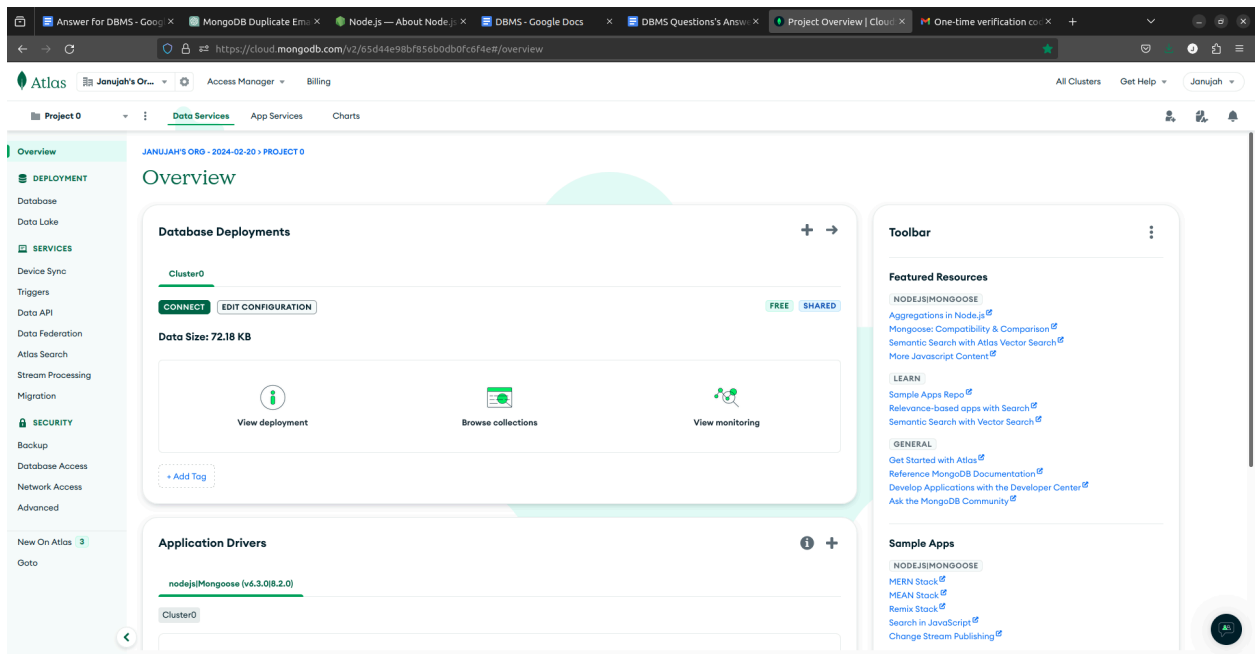 Answer for DBMS - Goog
MongoDB Duplicate Ema
Node.js — About Node.js
DBMS - Google Docs
DBMS Questions's Answe
Project Overview | Cloud
One-time verification co
https://cloud.mongodb.com/v2/65d44e98bf856b0db0fc6f4e#/overview
Atlas
Janujah's Or...
Access Manager
Billing
All Clusters
Get Help
Janujah
Project 0
Data Services
App Services
Charts
Overview
DEPLOYMENT
Database
Data Lake
SERVICES
Device Sync
Triggers
Data API
Data Federation
Atlas Search
Stream Processing
Migration
SECURITY
Backup
Database Access
Network Access
Advanced
New On Atlas 3
Goto
JANUJAH'S ORG - 2024-02-20 > PROJECT 0
Overview
Database Deployments
Cluster0
CONNECT
EDIT CONFIGURATION
FREE
SHARED
Data Size: 72.18 KB
View deployment
Browse collections
View monitoring
+ Add Tag
Application Drivers
nodejs|Mongoose (v6.3.0|8.2.0)
Cluster0
Toolbar
Featured Resources
NODEJS|MONGOOSE
Aggregations in Node.js
Mongoose: Compatibility & Comparison
Semantic Search with Atlas Vector Search
More Javascript Content
LEARN
Sample Apps Repo
Relevance-based apps with Search
Semantic Search with Vector Search
GENERAL
Get Started with Atlas
Reference MongoDB Documentation
Develop Applications with the Developer Center
Ask the MongoDB Community
Sample Apps
NODEJS|MONGOOSE
MERN Stack
MEAN Stack
Remix Stack
Search in JavaScript
Change Stream Publishing